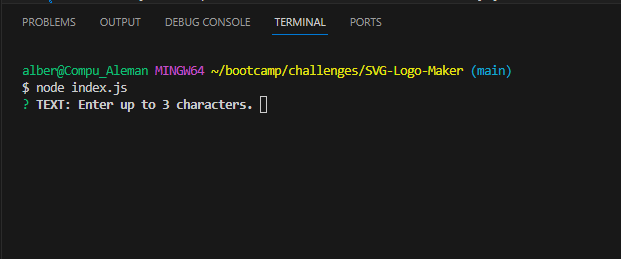 PROBLEMS OUTPUT DEBUG CONSOLE TERMINAL PORTS
alber@Compu_Aleman MINGW64 ~/bootcamp/challenges/SVG-Logo-Maker (main)
$ node index.js
? TEXT: Enter up to 3 characters.